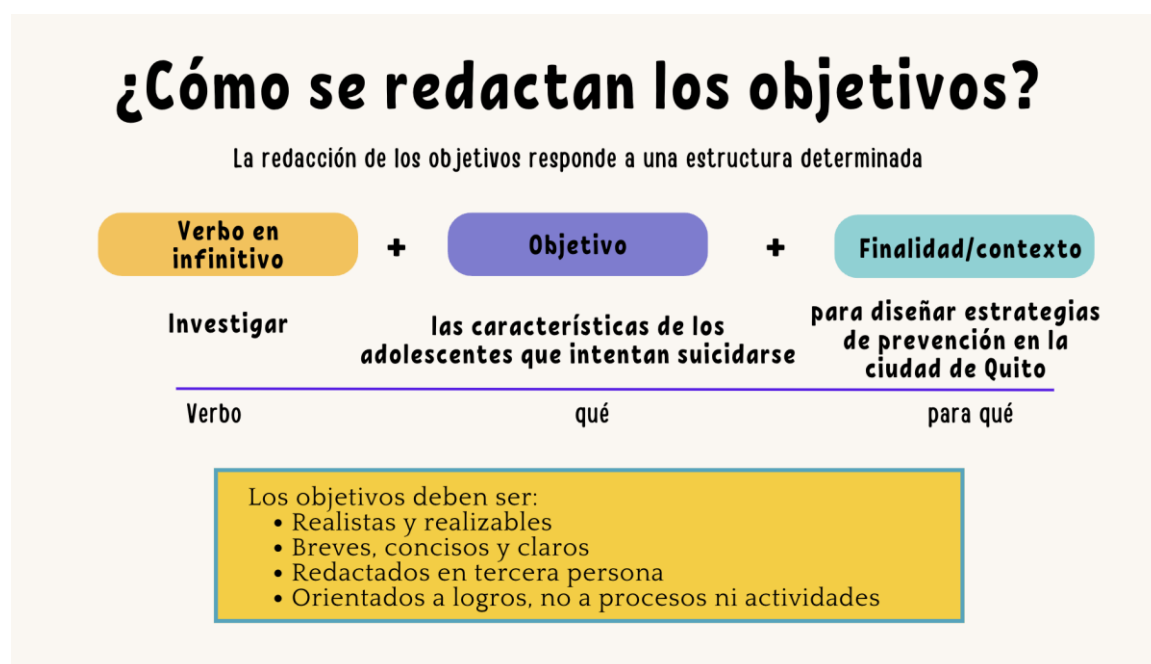 ¿Cómo se redactan los objetivos?
La redacción de los objetivos responde a una estructura determinada
Verbo en
infinitivo
+
Objetivo
+
Finalidad/contexto
Investigar
las características de los
adolescentes que intentan suicidarse
para diseñar estrategias
de prevención en la
ciudad de Quito
Verbo
qué
para qué
Los objetivos deben ser:
• Realistas y realizables
• Breves, concisos y claros
• Redactados en tercera persona
• Orientados a logros, no a procesos ni actividades